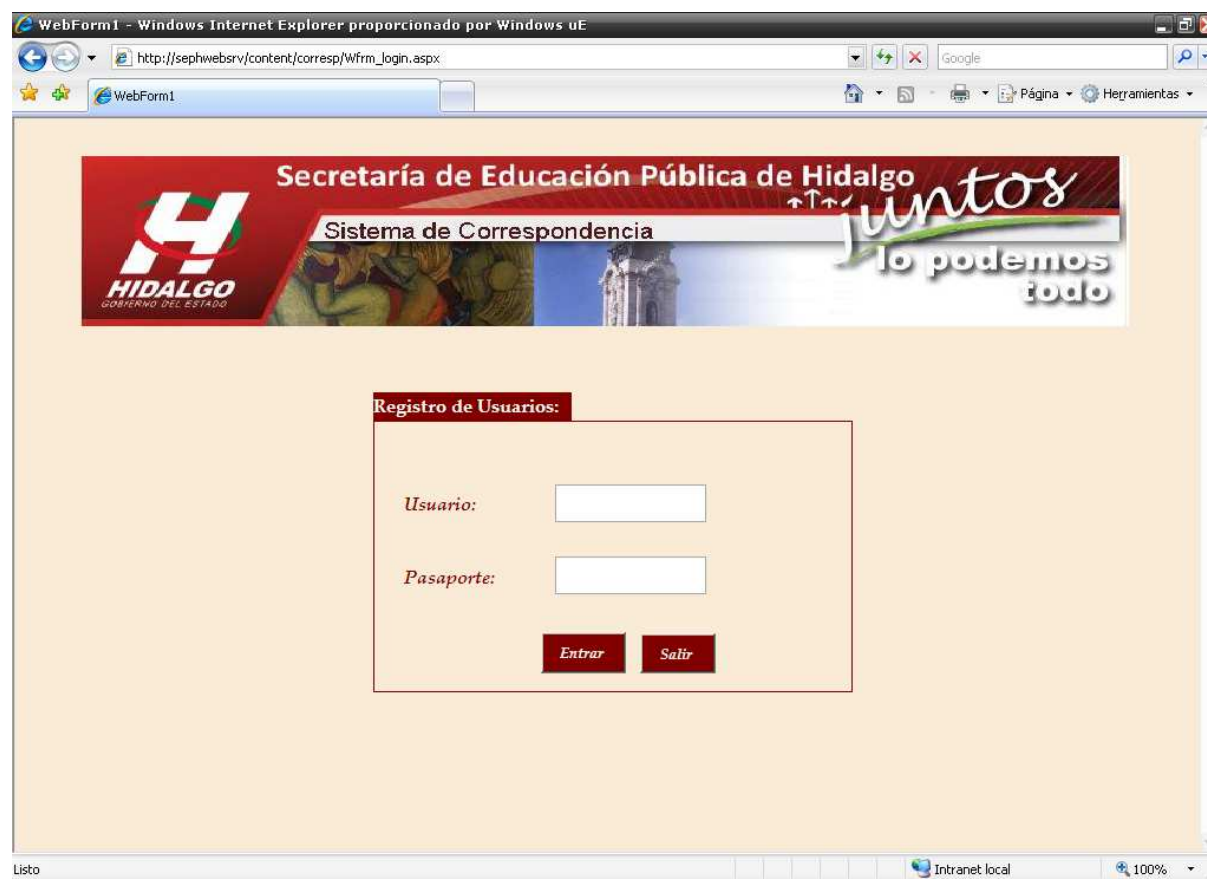 WebForm1 - Windows Internet Explorer proporcionado por Windows uE
http://sephwebsrv/content/corresp/Wfrm_login.aspx
Google
WebForm1
Página
Herramientas
Secretaría de Educación Pública de Hidalgo
Sistema de Correspondencia
juntos
lo podemos
todo
HIDALGO
GOBIERNO DEL ESTADO
Registro de Usuarios:
Usuario:
Pasaporte:
Entrar Salir
Listo
Intranet local
100%